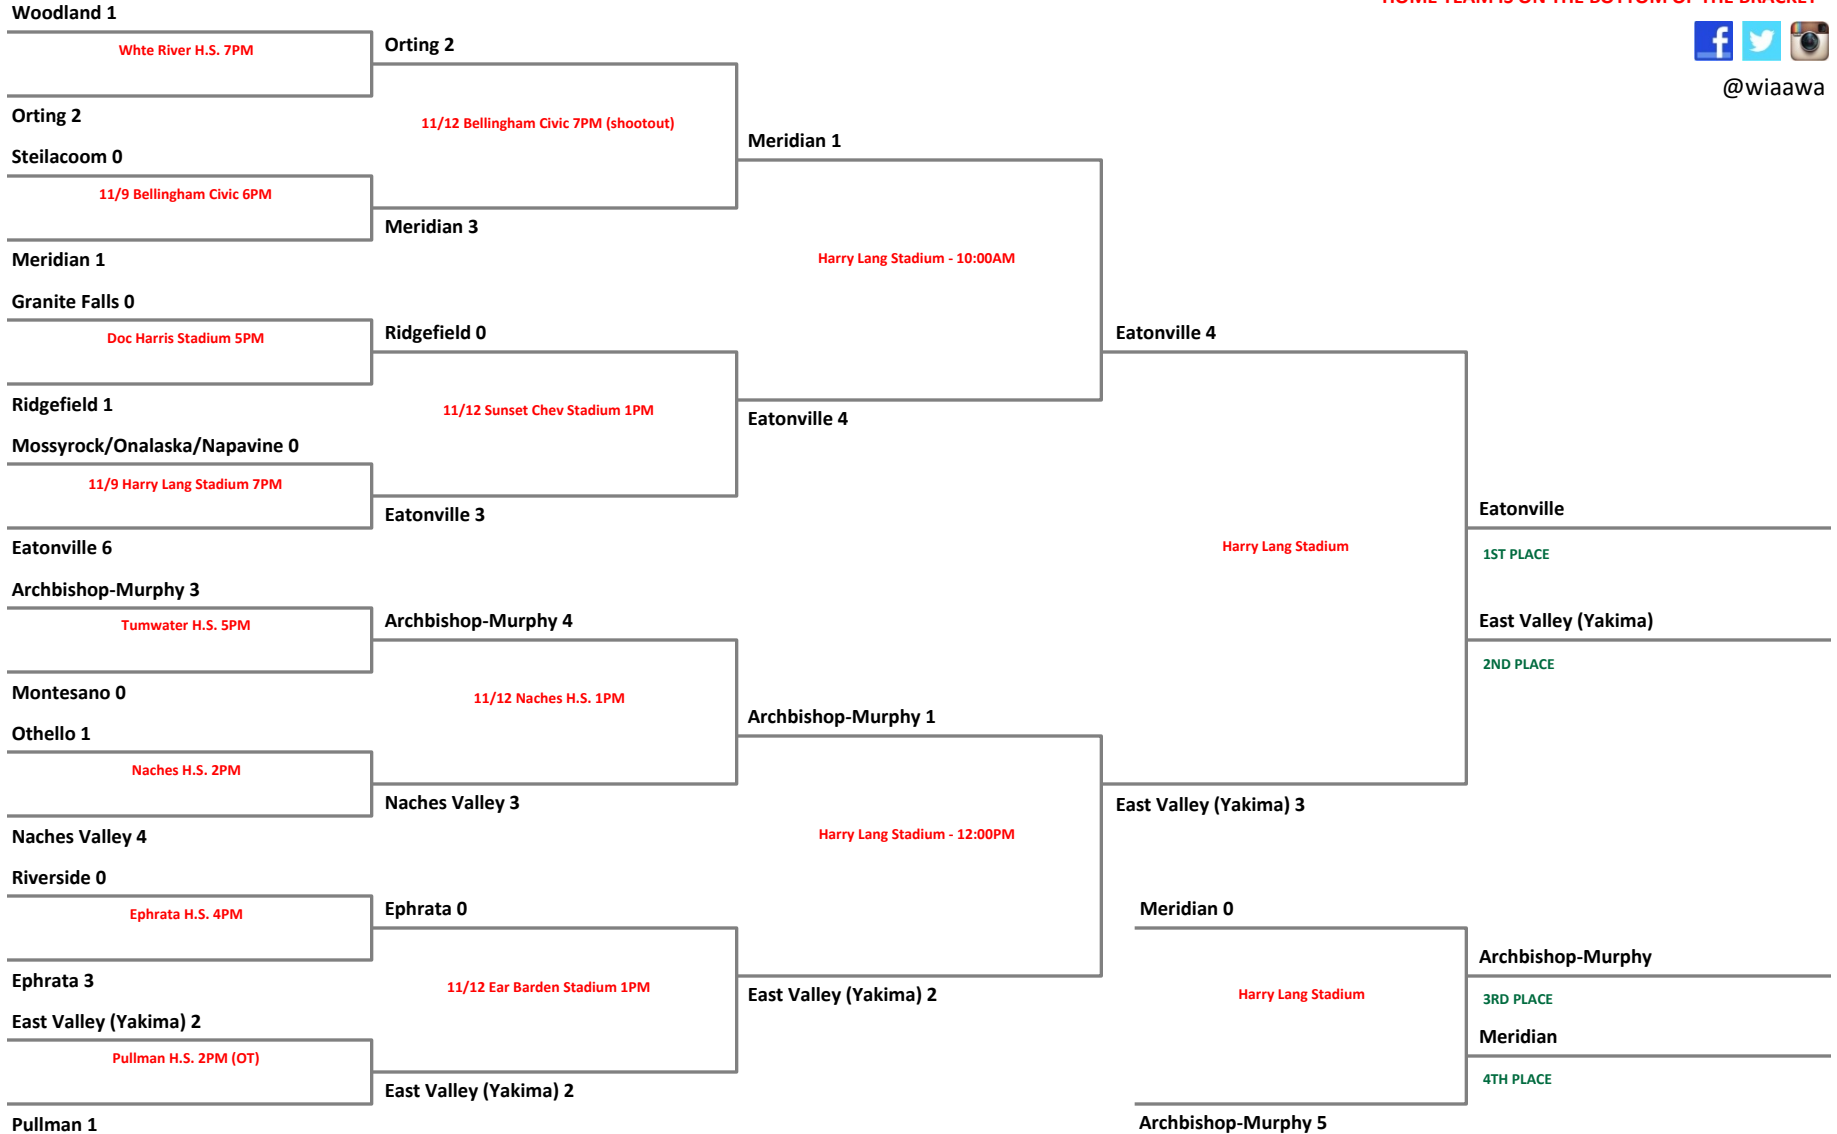 HOME TEAM IS ON THE BOTTOM OF THE BRACKET
@wiaawa
Woodland 1
Whte River H.S. 7PM
Orting 2
Steilacoom 0
11/9 Bellingham Civic 6PM
Meridian 1
Granite Falls 0
Doc Harris Stadium 5PM
Ridgefield 1
Mossyrock/Onalaska/Napavine 0
11/9 Harry Lang Stadium 7PM
Eatonville 6
Archbishop-Murphy 3
Tumwater H.S. 5PM
Montesano 0
Othello 1
Naches H.S. 2PM
Naches Valley 4
Riverside 0
Ephrata H.S. 4PM
Ephrata 3
East Valley (Yakima) 2
Pullman H.S. 2PM (OT)
Pullman 1
Orting 2
11/12 Bellingham Civic 7PM (shootout)
Meridian 3
Ridgefield 0
11/12 Sunset Chev Stadium 1PM
Eatonville 3
Archbishop-Murphy 4
11/12 Naches H.S. 1PM
Naches Valley 3
Ephrata 0
11/12 Ear Barden Stadium 1PM
East Valley (Yakima) 2
Meridian 1
Harry Lang Stadium - 10:00AM
Eatonville 4
Archbishop-Murphy 1
Harry Lang Stadium - 12:00PM
East Valley (Yakima) 2
Eatonville 4
Harry Lang Stadium
East Valley (Yakima) 3
Meridian 0
Harry Lang Stadium
Archbishop-Murphy 5
Eatonville
1ST PLACE
East Valley (Yakima)
2ND PLACE
Archbishop-Murphy
3RD PLACE
Meridian
4TH PLACE